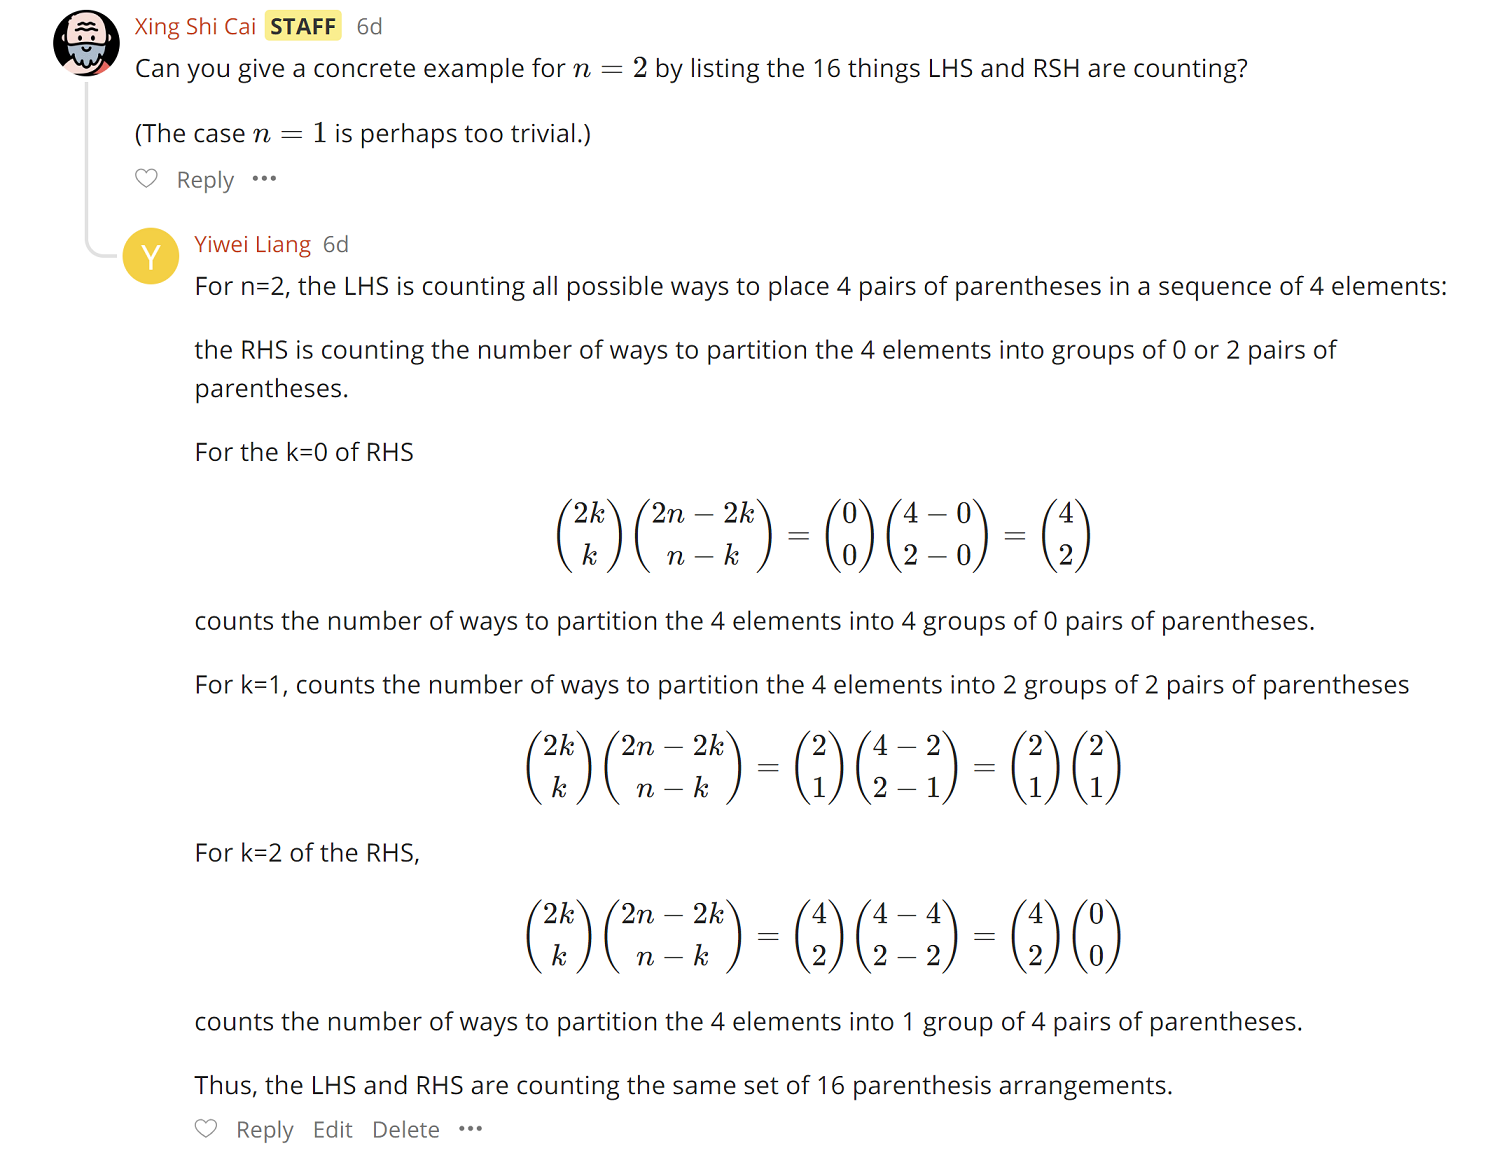 Xing Shi Cai STAFF 6d
Can you give a concrete example for n = 2 by listing the 16 things LHS and RSH are counting?
(The case n = 1 is perhaps too trivial.)
Reply ...
Y
Yiwei Liang 6d
For n=2, the LHS is counting all possible ways to place 4 pairs of parentheses in a sequence of 4 elements:
the RHS is counting the number of ways to partition the 4 elements into groups of 0 or 2 pairs of
parentheses.
For the k=0 of RHS
\binom{2k}{k} \binom{2n - 2k}{n - k} = \binom{0}{0} \binom{4 - 0}{2 - 0} = \binom{4}{2}
counts the number of ways to partition the 4 elements into 4 groups of 0 pairs of parentheses.
For k=1, counts the number of ways to partition the 4 elements into 2 groups of 2 pairs of parentheses
\binom{2k}{k} \binom{2n - 2k}{n - k} = \binom{2}{1} \binom{4 - 2}{2 - 1} = \binom{2}{1} \binom{2}{1}
For k=2 of the RHS,
\binom{2k}{k} \binom{2n - 2k}{n - k} = \binom{4}{2} \binom{4 - 4}{2 - 2} = \binom{4}{2} \binom{0}{0}
counts the number of ways to partition the 4 elements into 1 group of 4 pairs of parentheses.
Thus, the LHS and RHS are counting the same set of 16 parenthesis arrangements.
Reply Edit Delete ...